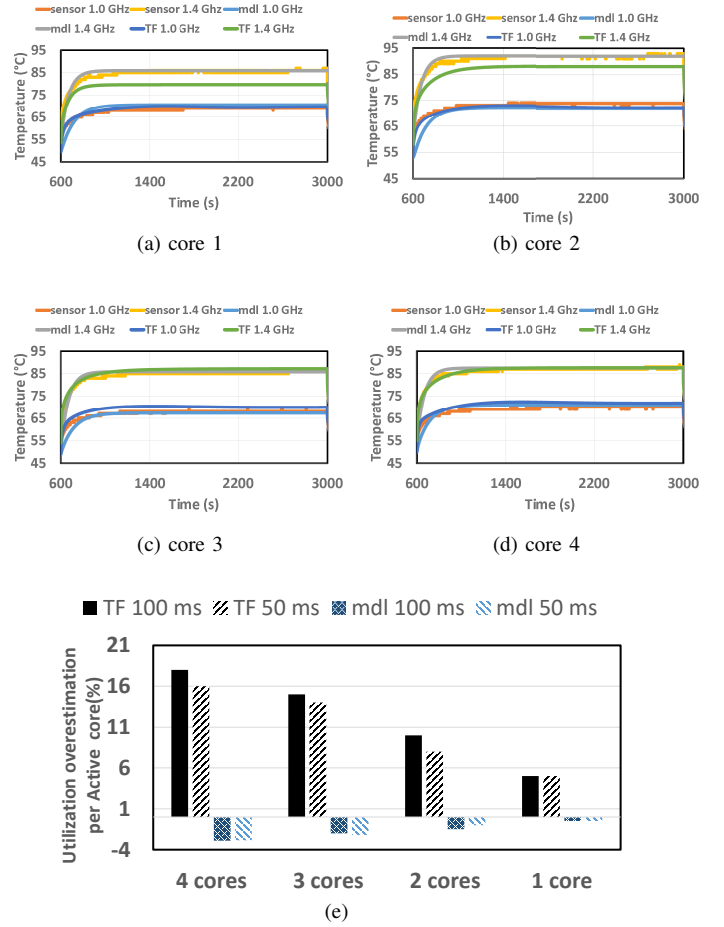 sensor 1.0 GHz sensor 1.4 Ghz mdl 1.0 GHz
mdl 1.4 GHz TF 1.0 GHz TF 1.4 GHz
Temperature (°C)
95
85
75
65
55
45
600 1400 2200 3000
Time (s)
(a) core 1
sensor 1.0 GHz sensor 1.4 Ghz mdl 1.0 GHz
mdl 1.4 GHz TF 1.0 GHz TF 1.4 GHz
Temperature (°C)
95
85
75
65
55
45
600 1400 2200 3000
Time (s)
(b) core 2
sensor 1.0 GHz sensor 1.4 Ghz mdl 1.0 GHz
mdl 1.4 GHz TF 1.0 GHz TF 1.4 GHz
Temperature (°C)
95
85
75
65
55
45
600 1400 2200 3000
Time (s)
(c) core 3
sensor 1.0 GHz sensor 1.4 Ghz mdl 1.0 GHz
mdl 1.4 GHz TF 1.0 GHz TF 1.4 GHz
Temperature (°C)
95
85
75
65
55
45
600 1400 2200 3000
Time (s)
(d) core 4
TF 100 ms TF 50 ms mdl 100 ms mdl 50 ms
Utilization overestimation
per Active core(%)
21
16
11
6
1
-4
4 cores 3 cores 2 cores 1 core
(e)